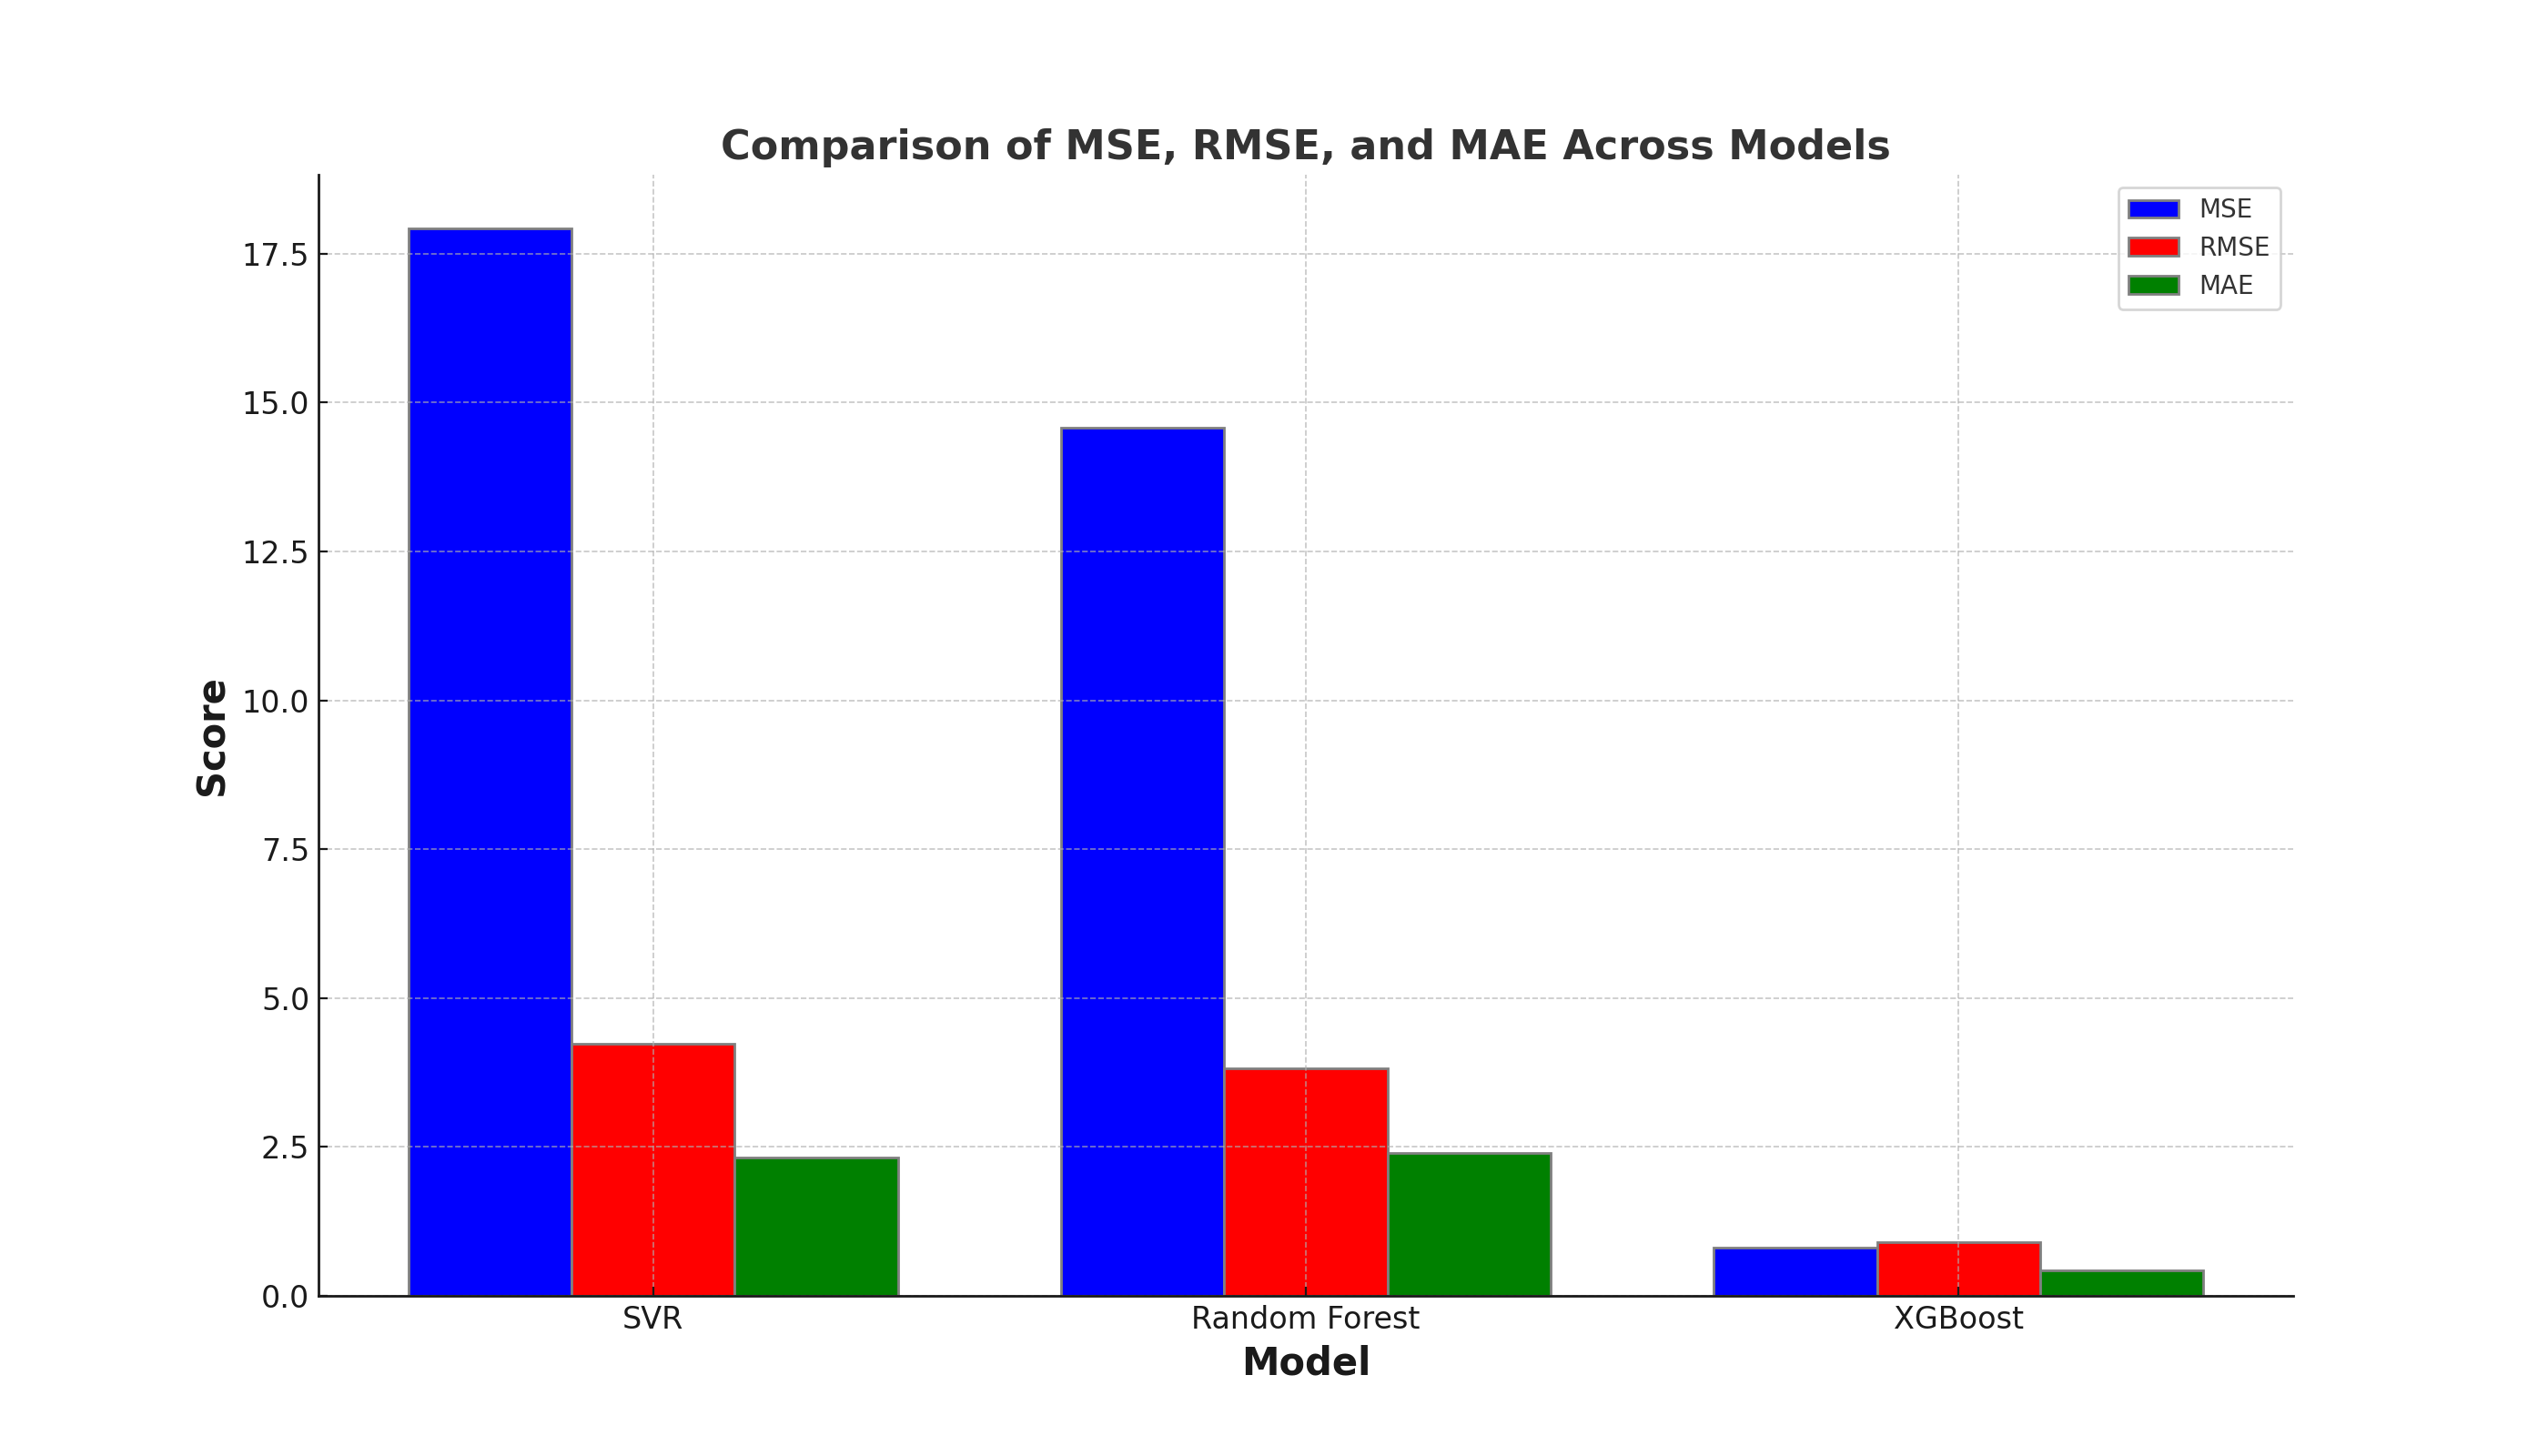 Comparison of MSE, RMSE, and MAE Across Models
MSE
RMSE
MAE
17.5
15.0
12.5
10.0
7.5
5.0
2.5
0.0
Score
SVR
Random Forest
XGBoost
Model